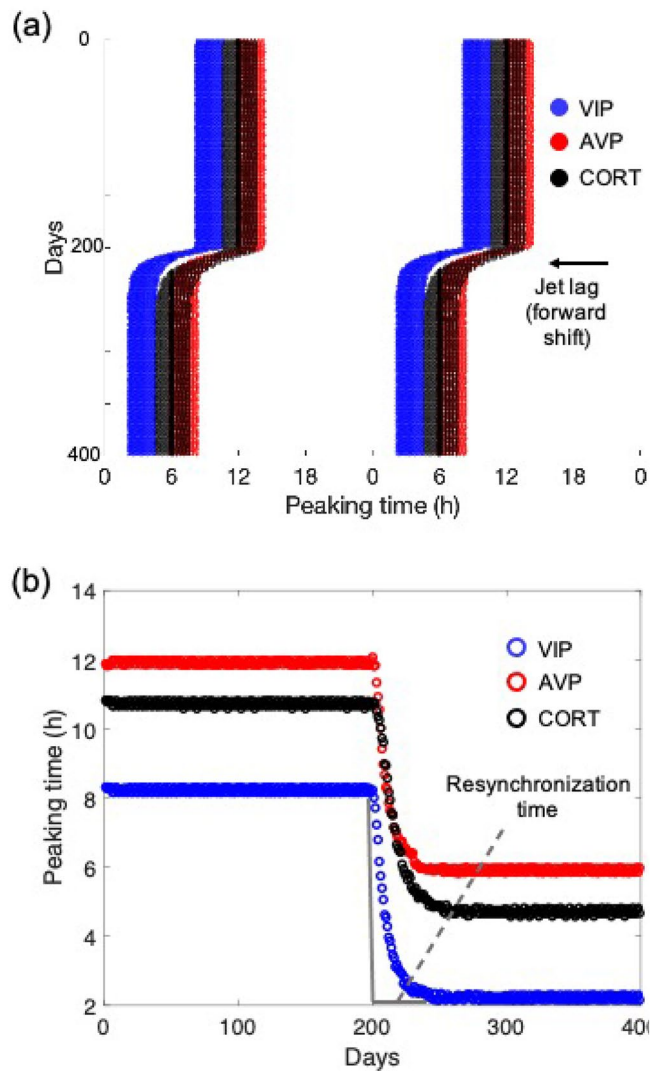 (a)
0
VIP
AVP
CORT
Days
200
Jet lag
(forward
shift)
400
0 6 12 18 0 6 12 18 0
Peaking time (h)
(b)
14
VIP
12
AVP
CORT
10
Resynchronization
time
Peaking time (h)
8
6
4
2
0 100 200 300 400
Days